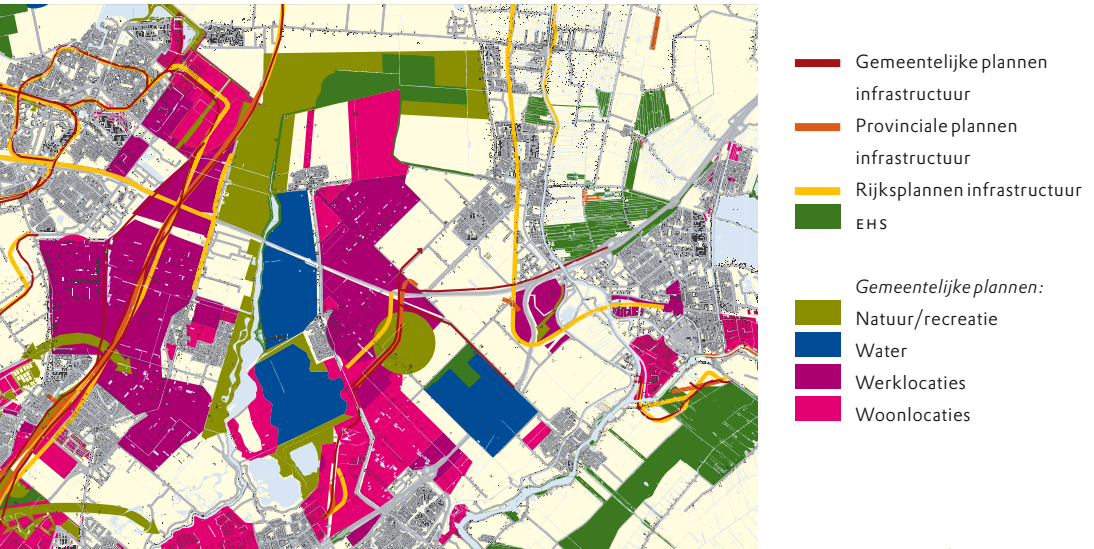 Gemeentelijke plannen
infrastructuur
Provinciale plannen
infrastructuur
Rijksplannen infrastructuur
EHS
Gemeentelijke plannen:
Natuur/recreatie
Water
Werklocaties
Woonlocaties